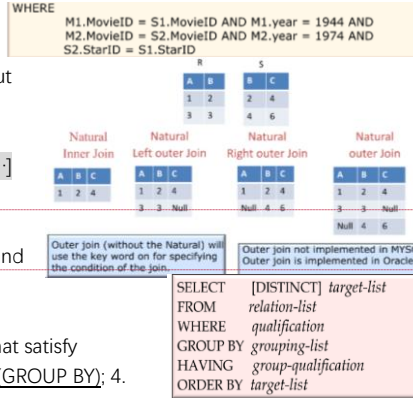 WHERE
M1.MovieID = S1.MovieID AND M1.year = 1944 AND
M2.MovieID = S2.MovieID AND M2.year = 1974 AND
S2.StarID = S1.StarID
R S
A B B C
1 2 2 4
3 3 4 6
Natural Natural Natural Natural
Inner Join Left outer Join Right outer Join outer Join
A B C A B C A B C A B C
1 2 4 1 2 4 1 2 4 1 2 4
3 3 Null Null 4 6 3 3 Null
Null 4 6
Outer join (without the Natural) will
use the key word on for specifying
the condition of the join.
Outer join not implemented in MYS
Outer join is implemented in Oracle
SELECT [DISTINCT] target-list
FROM relation-list
WHERE qualification
GROUP BY grouping-list
HAVING group-qualification
ORDER BY target-list
satisfy
GROUP BY); 4.